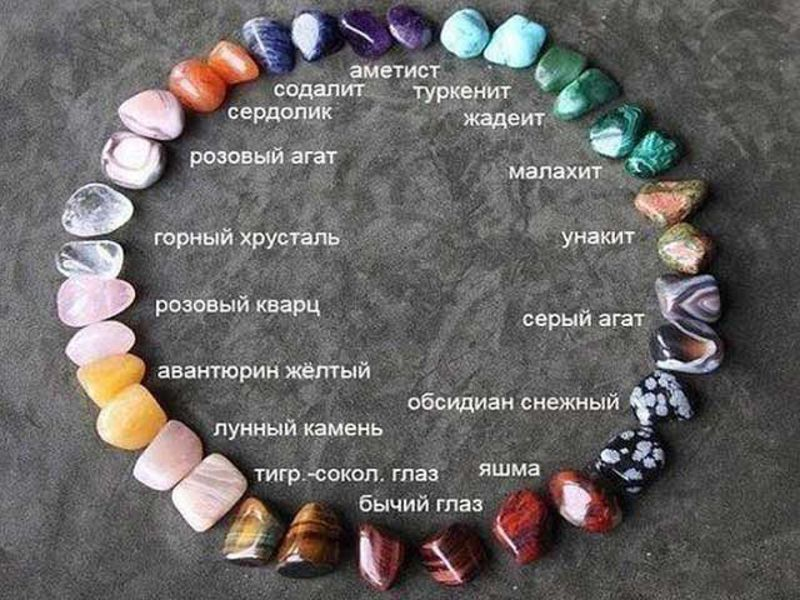 аметист
содалит
туркенит
сердолик
жадеит
розовый агат
малахит
горный хрусталь
унакит
розовый кварц
серый агат
авантюрин жёлтый
обсидиан снежный
лунный камень
тигр.-сокол. глаз
яшма
бычий глаз